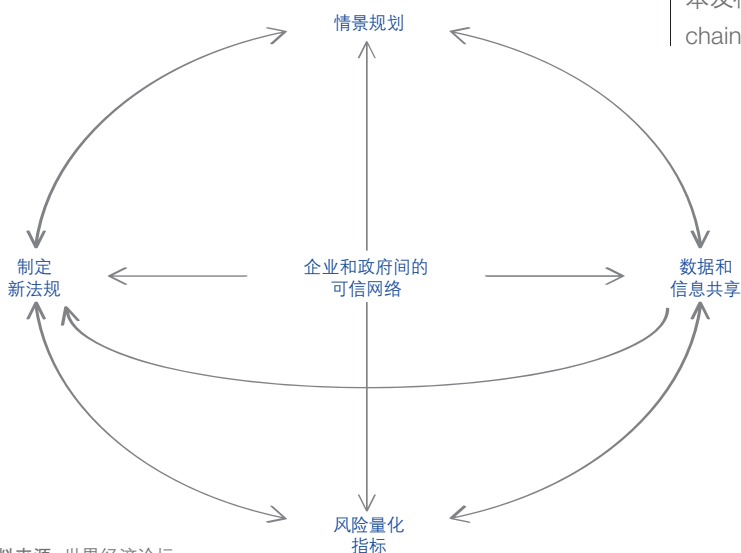 chain
情景规划
制定
新法规
企业和政府间的
可信网络
数据和
信息共享
风险量化
指标